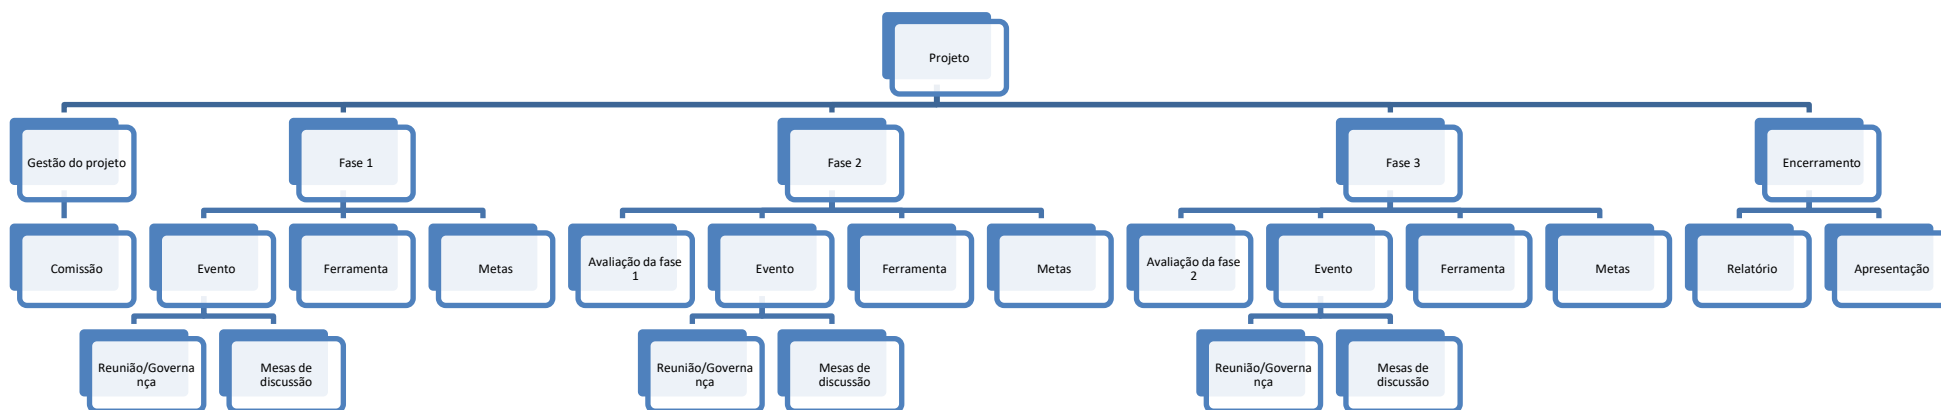 Projeto
Gestão do projeto
Fase 1
Fase 2
Fase 3
Encerramento
Comissão
Evento
Ferramenta
Metas
Avaliação da fase
1
Evento
Ferramenta
Metas
Avaliação da fase
2
Evento
Ferramenta
Metas
Relatório
Apresentação
Reunião/Governa
nça
Mesas de
discussão
Reunião/Governa
nça
Mesas de
discussão
Reunião/Governa
nça
Mesas de
discussão